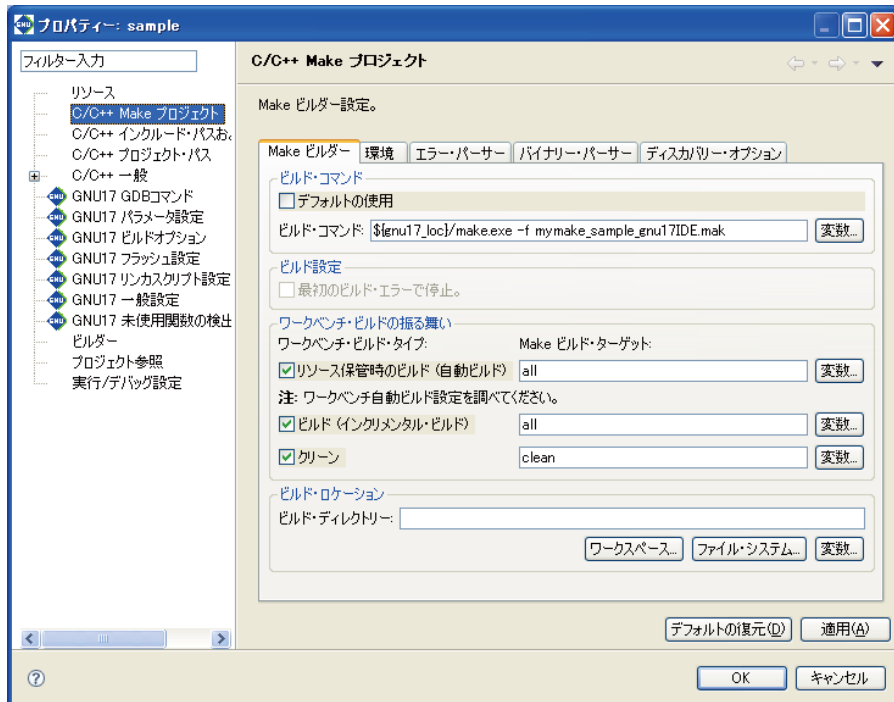 プロパティー: sample
フィルター入力
リソース
C/C++ Make プロジェクト
C/C++ インクルード・パスお
C/C++ プロジェクト・パス
C/C++ 一般
GNU17 GDBコマンド
GNU17 パラメータ設定
GNU17 ビルドオプション
GNU17 フラッシュ設定
GNU17 リンカスクリプト設定
GNU17 一般設定
GNU17 未使用関数の検出
ビルダー
プロジェクト参照
実行/デバッグ設定
C/C++ Make プロジェクト
Make ビルダー設定。
Make ビルダー 環境 エラー・パーサー バイナリー・パーサー ディスカバリー・オプション
ビルド・コマンド
デフォルトの使用
ビルド・コマンド: ${gnu17_loc}/make.exe -f mymake_sample_gnu17IDE.mak 変数...
ビルド設定
最初のビルド・エラーで停止。
ワークベンチ・ビルドの振る舞い
ワークベンチ・ビルド・タイプ: Make ビルド・ターゲット:
リソース保管時のビルド (自動ビルド) all 変数...
注: ワークベンチ自動ビルド設定を調べてください。
ビルド (インクリメンタル・ビルド) all 変数...
クリーン clean 変数...
ビルド・ロケーション
ビルド・ディレクトリー:
ワークスペース... ファイル・システム... 変数...
デフォルトの復元(D) 適用(A)
OK キャンセル